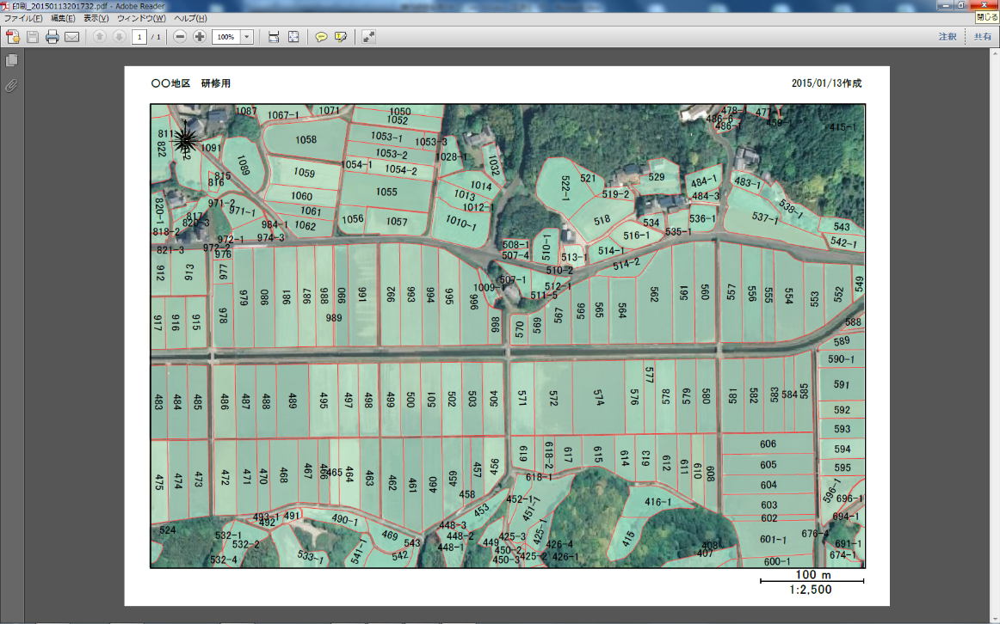 印刷_20150113201732.pdf - Adobe Reader
閉じる
ファイル(F) 編集(E) 表示(V) ウィンドウ(W) ヘルプ(H)
1 / 1 100% 注釈 共有
〇〇地区 研修用 2015/01/13作成
1087 1067-1 1071 1050 478-1 477-1
1052 486-6 459-1
486-1 415-1
811 1058 1053-1 1053-3
822 1091 1053-2 1028-1 1032
12 1089 1054-1 1054-2
815 1059 529 484-1 483-1
816 1055 1014 522-1 521
1060 1013 519-2 484-3 538-1
820-1 971-2 971-1 1061 1012-1
817 820-3 984-1 1062 1056 1057 1010-1 518 534 536-1 537-1 543
818-2 972-1 974-3 516-1 535-1 542-1
821-3 972-2 508-1 510-1 514-1
976 507-4 513-1 514-2
912 913 977 510-2
979 980 981 987 988 990 991 992 993 994 995 996 1009-1 507-1 512-1 562 561 560 557 556 555 554 553 552 549
511-5
917 916 915 978 989 998 570 569 567 566 565 564 588
589
590-1
577
483 484 485 486 487 488 489 495 497 498 499 500 501 502 503 504 571 572 574 576 578 579 580 581 582 583 584 585 591
592
593
606
475 474 473 472 471 470 468 467 466 465 464 463 462 461 460 459 457 456 619 618-2 617 615 614 613 612 611 610 608 605 594
595
618-1 604
458 452-1 416-1 603 596-1 696-1
493-1 491 490-1 453 451-1 602 694-1
492
524 448-3 425-1 676-4
532-1 469 448-2 425-3 415 601-1
532-2 543 448-1 449 426-4 408 691-1
533-1 541-1 542 450-2 407 674-1
532-4 450-3 425-2 426-1 600-1
100 m
1:2,500